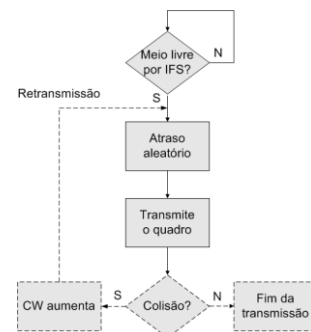 Meio livre
por IFS?
N
Retransmissão
S
Atraso
aleatório
Transmite
o quadro
CW aumenta
S
Colisão?
N
Fim da
transmissão